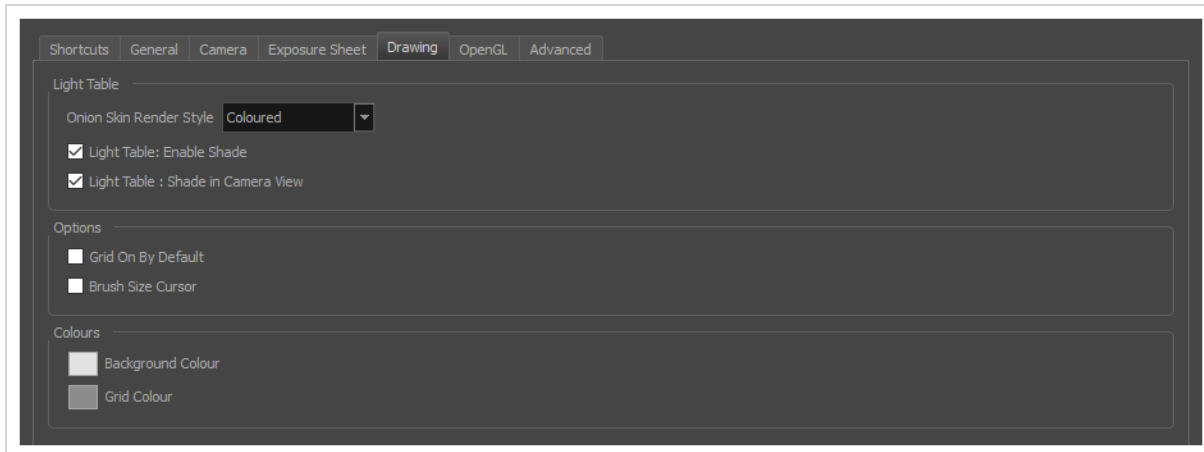 Shortcuts General Camera Exposure Sheet Drawing OpenGL Advanced
Light Table
Onion Skin Render Style Coloured
Light Table: Enable Shade
Light Table : Shade in Camera View
Options
Grid On By Default
Brush Size Cursor
Colours
Background Colour
Grid Colour